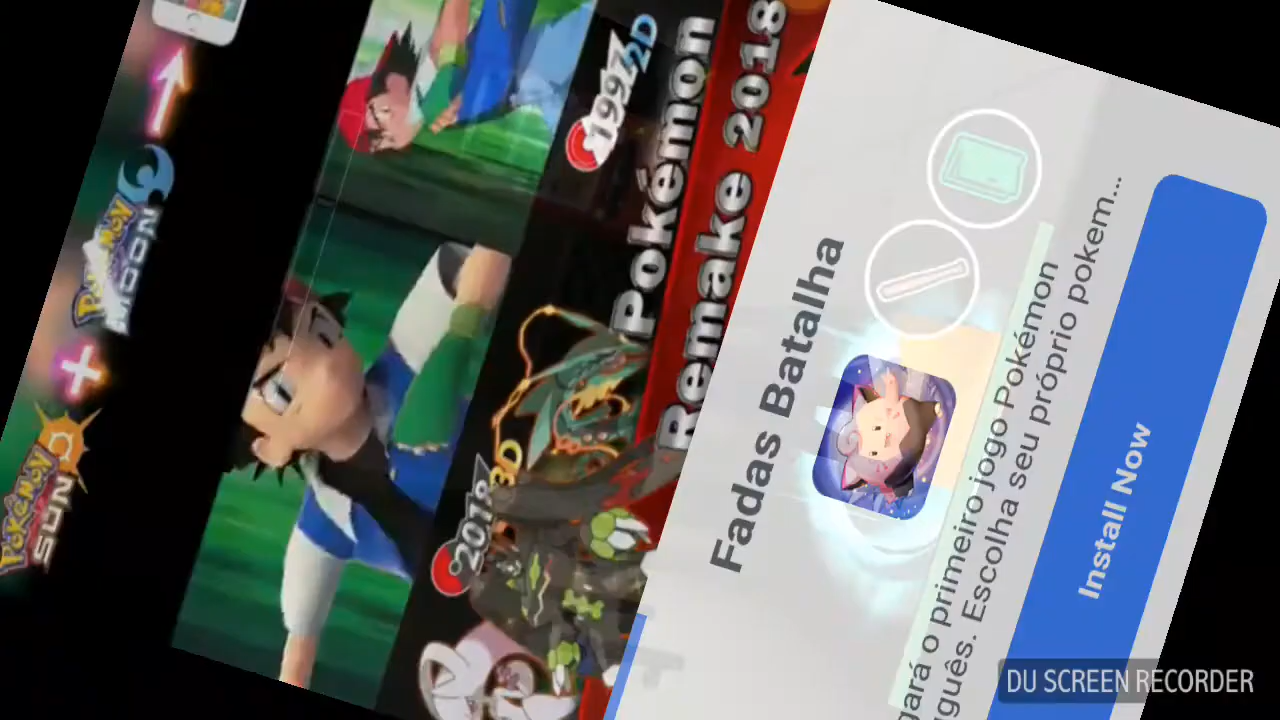 Pokémon
SUN
Pokémon
MOON
2018
3D
1997
2D
Pokémon
Remake 2018
Fadas Batalha
gará o primeiro jogo Pokémon
guês. Escolha seu próprio pokem...
Install Now
DU SCREEN RECORDER